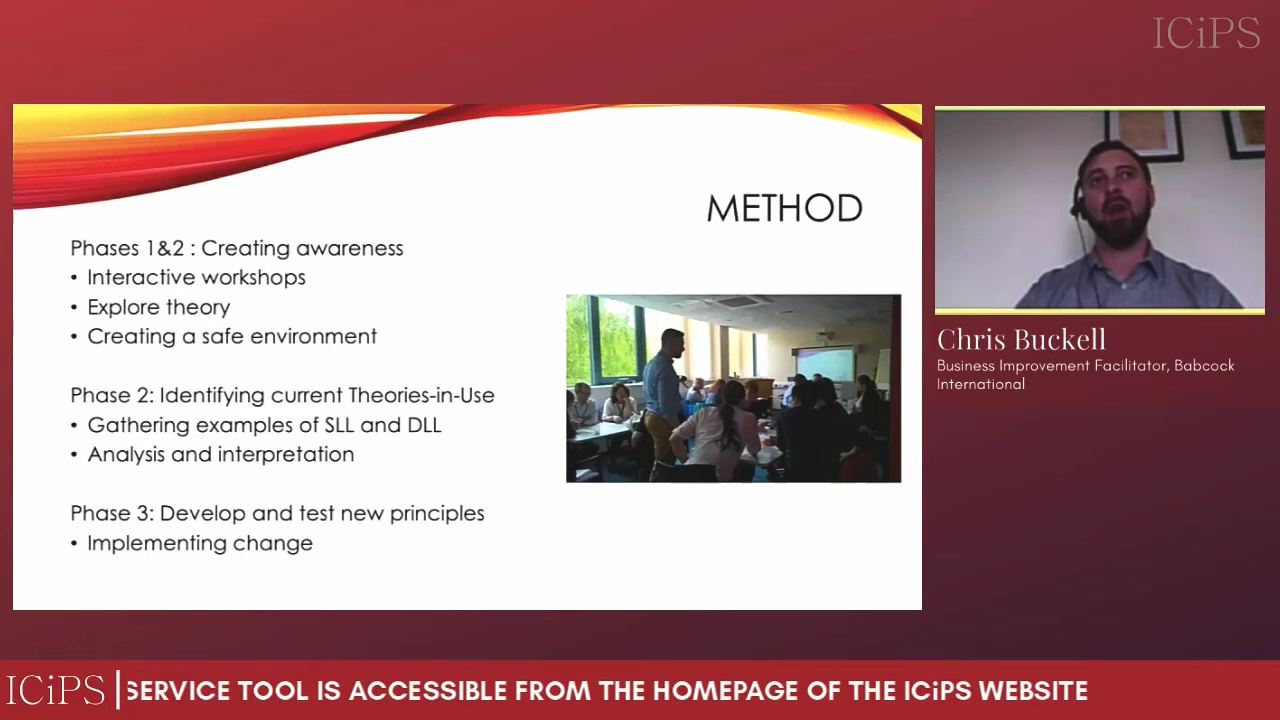 ICiPS
METHOD
Phases 1&2 : Creating awareness
• Interactive workshops
• Explore theory
• Creating a safe environment
Phase 2: Identifying current Theories-in-Use
• Gathering examples of SLL and DLL
• Analysis and interpretation
Phase 3: Develop and test new principles
• Implementing change
Chris Buckell
Business Improvement Facilitator, Babcock
International
ICiPS
SERVICE TOOL IS ACCESSIBLE FROM THE HOMEPAGE OF THE ICiPS WEBSITE